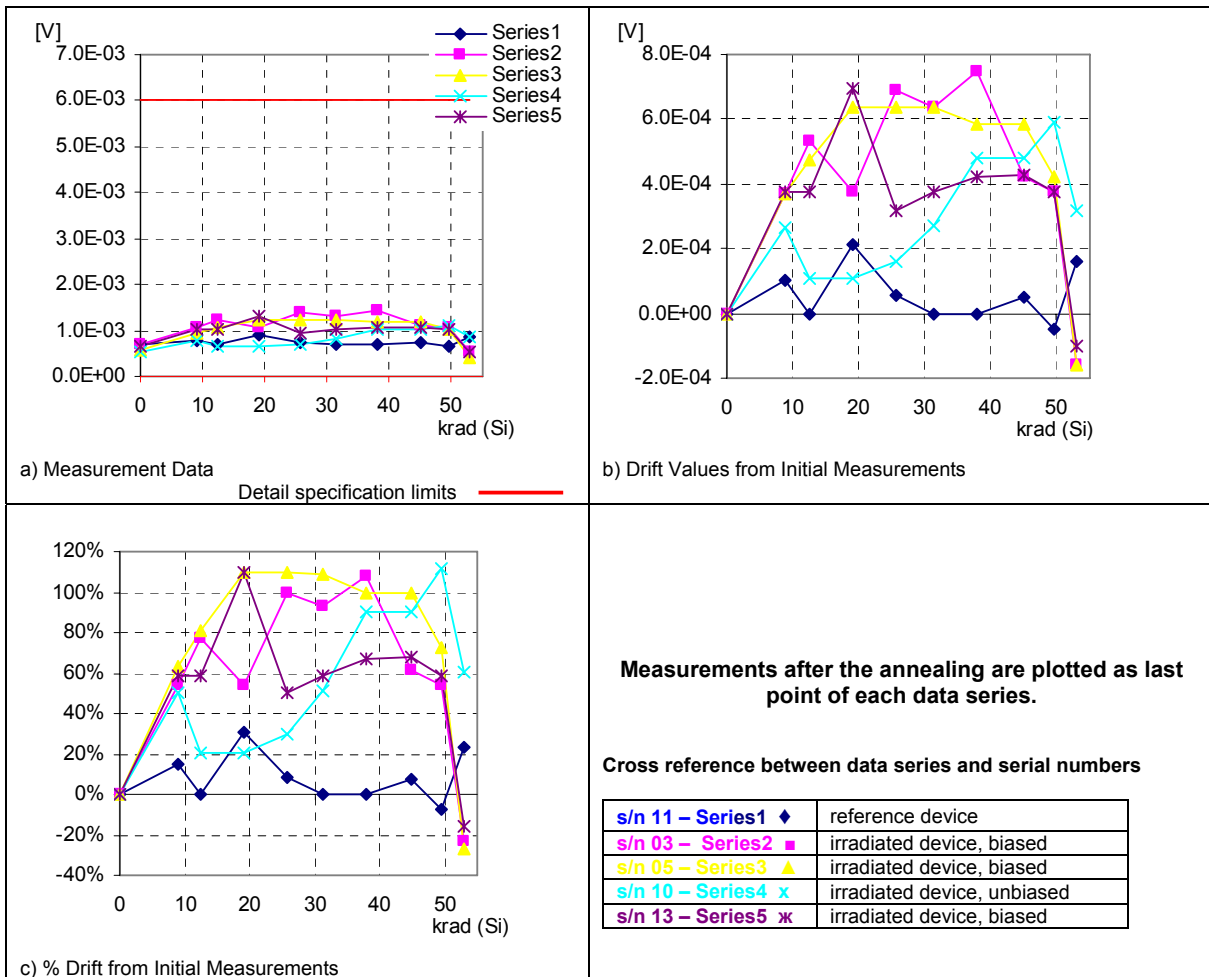 [V]
7.0E-03
6.0E-03
5.0E-03
4.0E-03
3.0E-03
2.0E-03
1.0E-03
0.0E+00
0 10 20 30 40 50
krad (Si)
Series1
Series2
Series3
Series4
Series5
a) Measurement Data
Detail specification limits
[V]
8.0E-04
6.0E-04
4.0E-04
2.0E-04
0.0E+00
-2.0E-04
0 10 20 30 40 50
krad (Si)
b) Drift Values from Initial Measurements
120%
100%
80%
60%
40%
20%
0%
-20%
-40%
0 10 20 30 40 50
krad (Si)
c) % Drift from Initial Measurements
Measurements after the annealing are plotted as last
point of each data series.
Cross reference between data series and serial numbers
s/n 11 – Series1 ♦ reference device
s/n 03 – Series2 ■ irradiated device, biased
s/n 05 – Series3 ▲ irradiated device, biased
s/n 10 – Series4 x irradiated device, unbiased
s/n 13 – Series5 ж irradiated device, biased